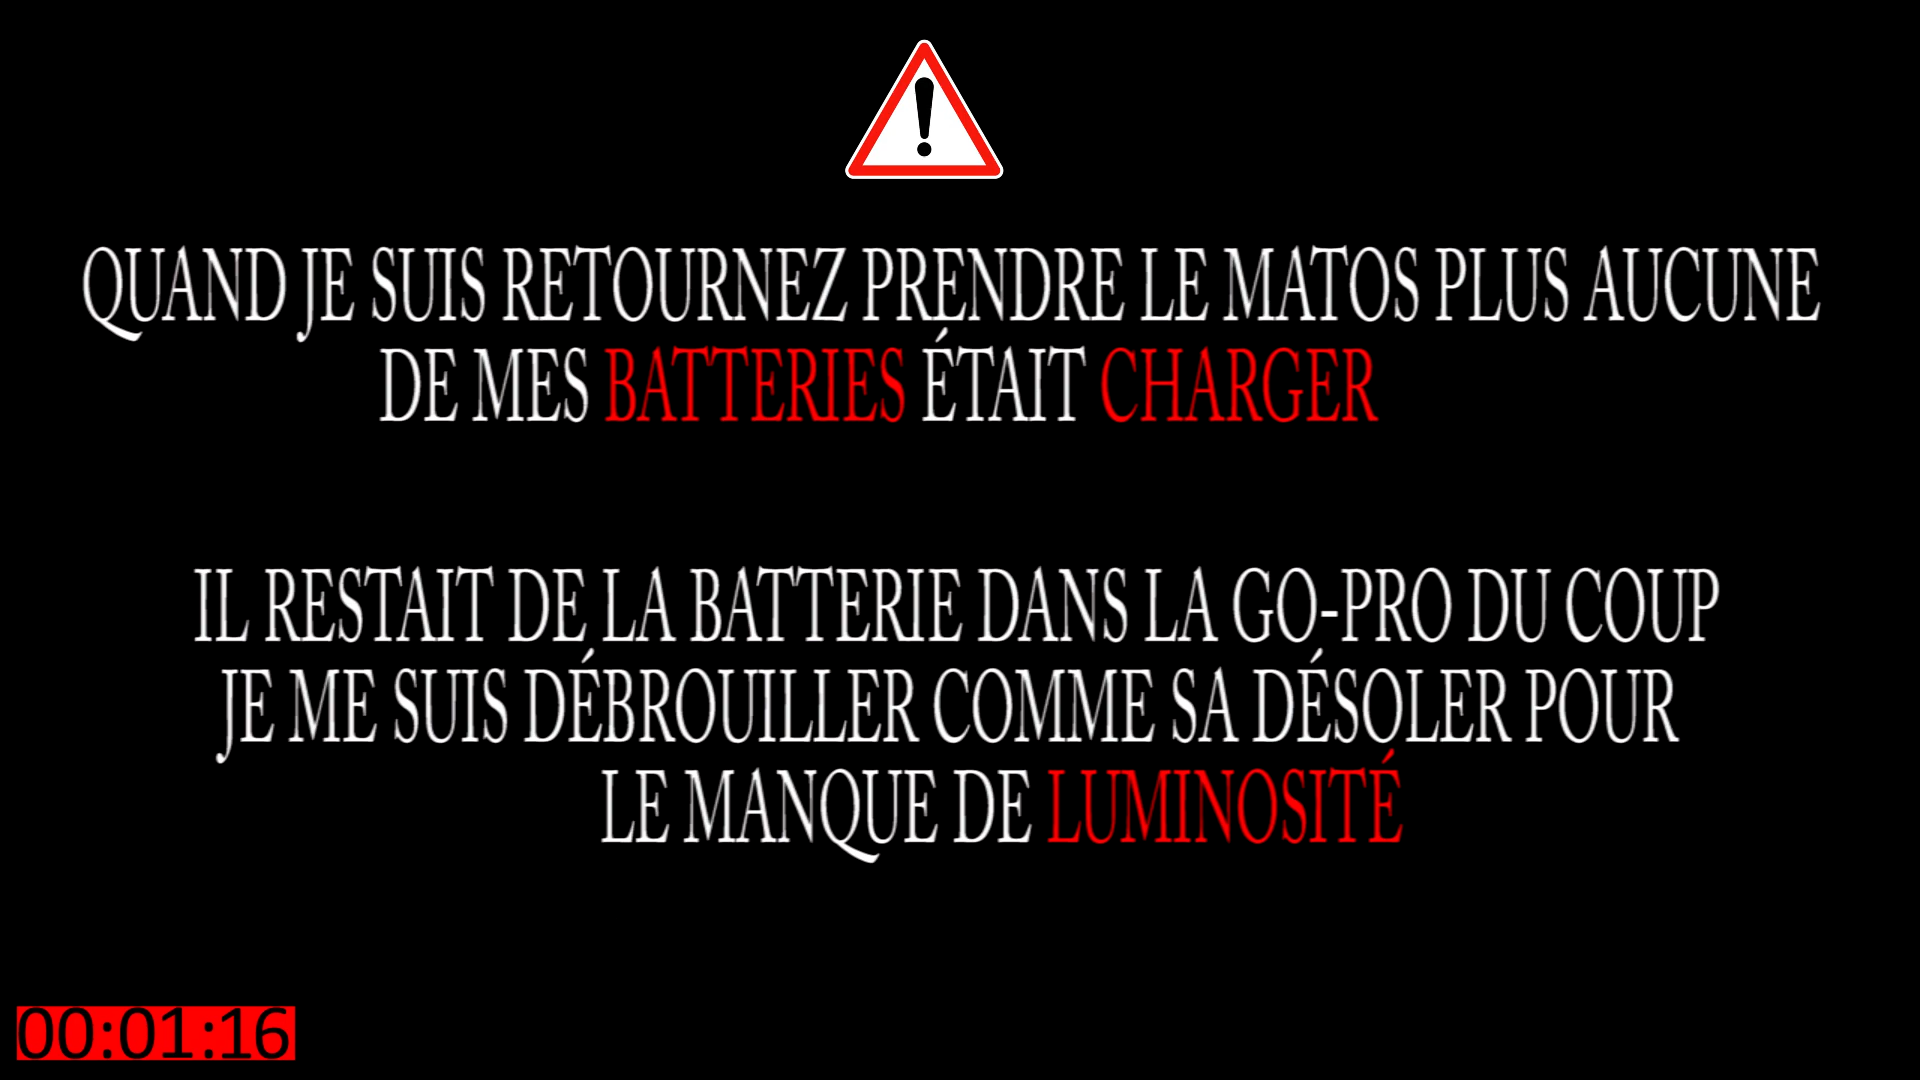 QUAND JE SUIS RETOURNEZ PRENDRE LE MATOS PLUS AUCUNE
DE MES BATTERIES ÉTAIT CHARGER
IL RESTAIT DE LA BATTERIE DANS LA GO-PRO DU COUP
JE ME SUIS DÉBROUILLER COMME SA DÉSOLER POUR
LE MANQUE DE LUMINOSITÉ
00:01:16